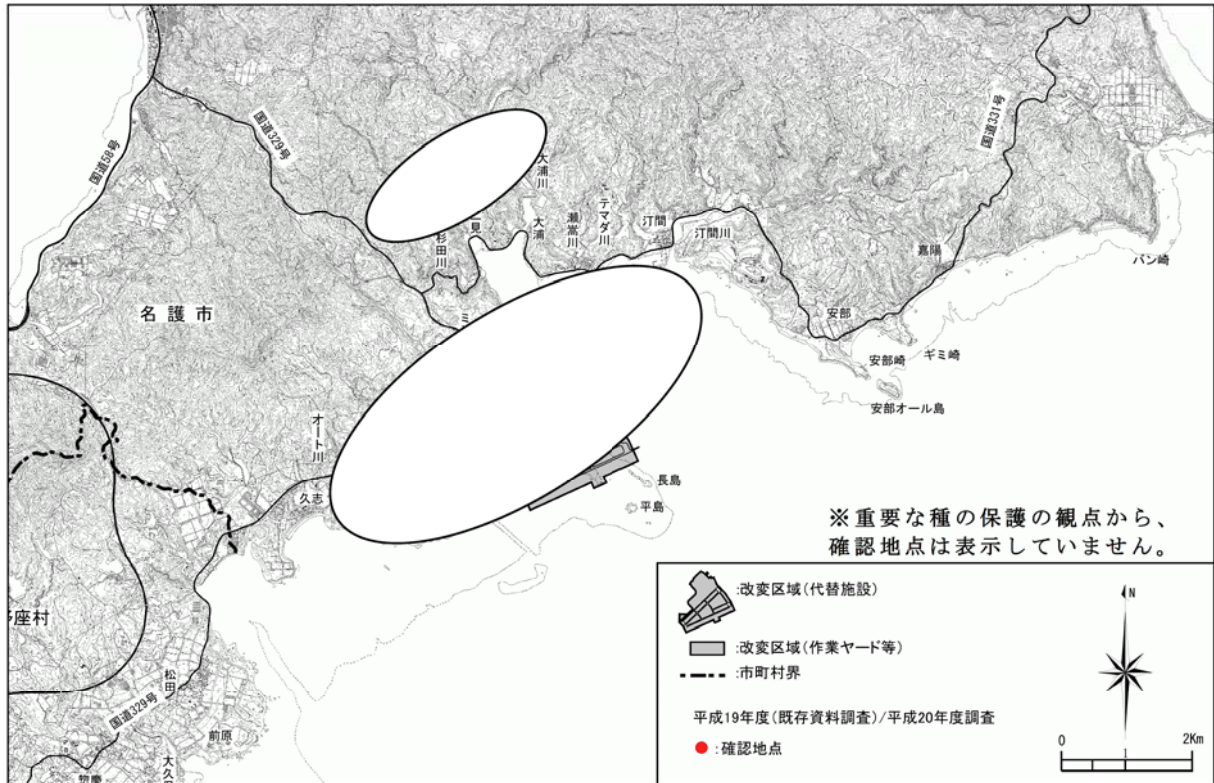 国道58号
国道329号
国道331号
大浦川
二見
杉田川
大浦
瀬嵩川
テマダ川
汀間
汀間川
嘉陽
バン崎
安部
安部崎
ギミ崎
安部オール島
名護市
ミ
オート川
久志
長島
平島
座村
松田
国道329号
前原
大久保
惣慶
※重要な種の保護の観点から、
確認地点は表示していません。
:改変区域(代替施設)
:改変区域(作業ヤード等)
:市町村界
平成19年度(既存資料調査)/平成20年度調査
:確認地点
N
0
2Km